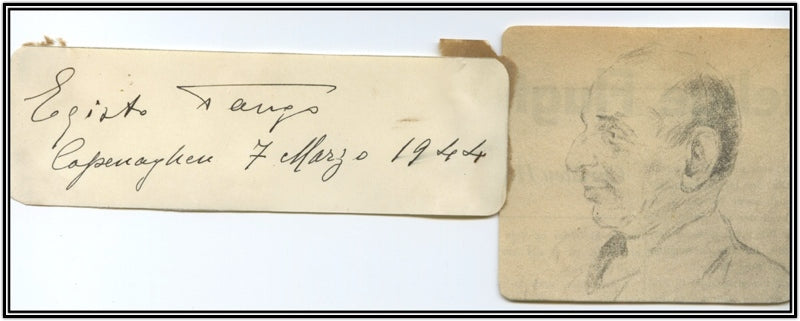 Egisto Tango
Copenaghen 7 Marzo 1944